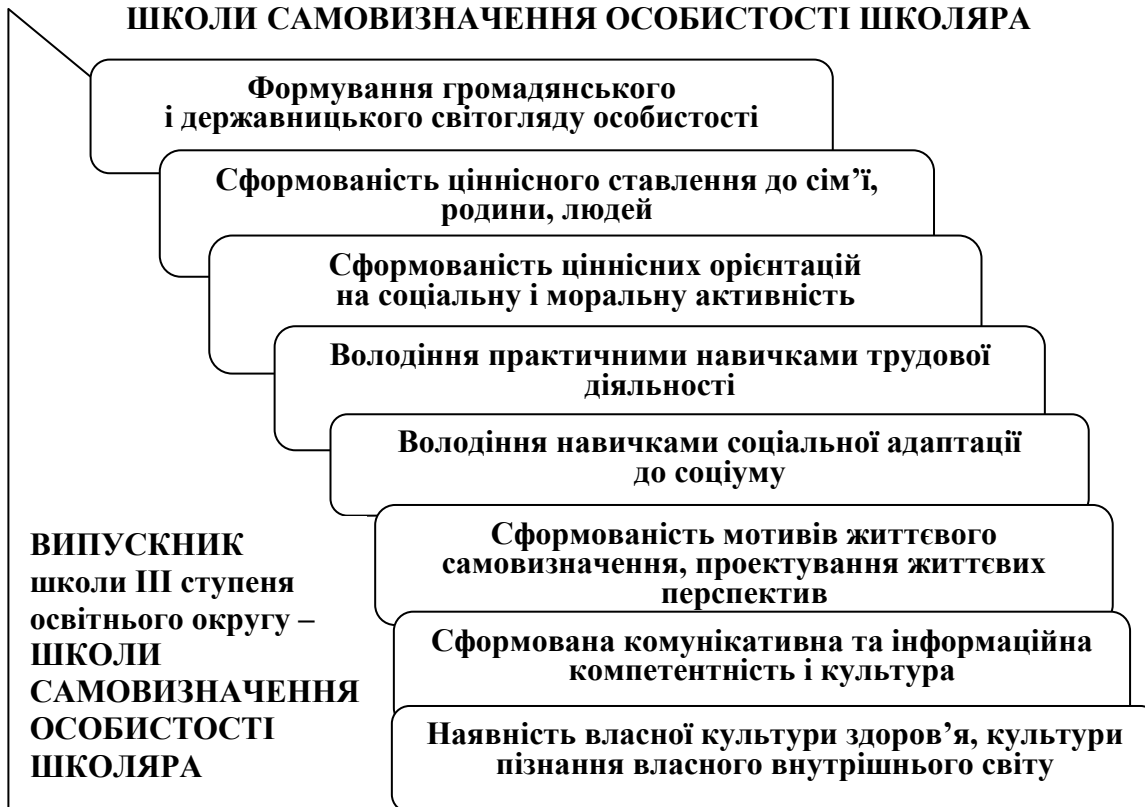 ШКОЛИ САМОВИЗНАЧЕННЯ ОСОБИСТОСТІ ШКОЛЯРА
Формування громадянського
і державницького світогляду особистості
Сформованість ціннісного ставлення до сім’ї,
родини, людей
Сформованість ціннісних орієнтацій
на соціальну і моральну активність
Володіння практичними навичками трудової
діяльності
Володіння навичками соціальної адаптації
до соціуму
Сформованість мотивів життєвого
самовизначення, проектування життєвих
перспектив
Сформована комунікативна та інформаційна
компетентність і культура
Наявність власної культури здоров’я, культури
пізнання власного внутрішнього світу
ВИПУСКНИК
школи ІІІ ступеня
освітнього округу –
ШКОЛИ
САМОВИЗНАЧЕННЯ
ОСОБИСТОСТІ
ШКОЛЯРА